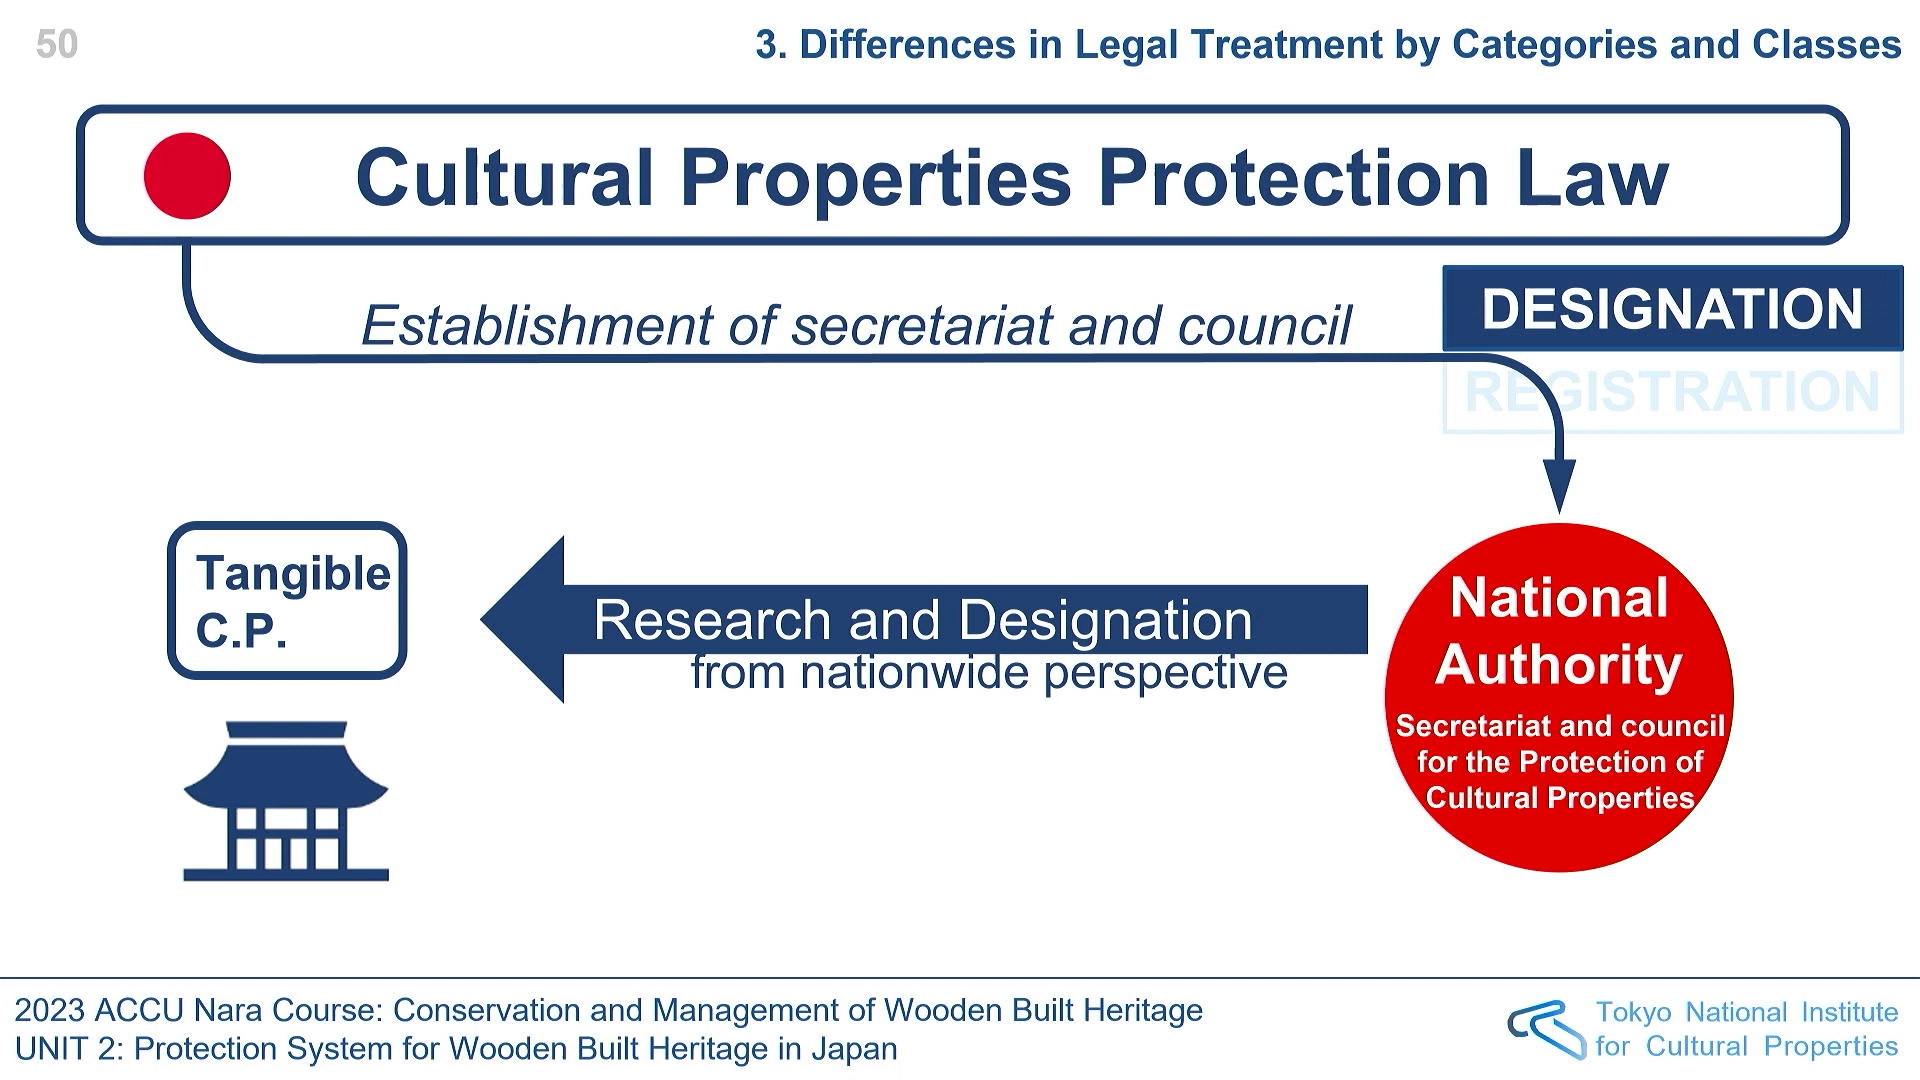 50
3. Differences in Legal Treatment by Categories and Classes
Cultural Properties Protection Law
Establishment of secretariat and council
DESIGNATION
REGISTRATION
Tangible
C.P.
Research and Designation
from nationwide perspective
National
Authority
Secretariat and council
for the Protection of
Cultural Properties
2023 ACCU Nara Course: Conservation and Management of Wooden Built Heritage
UNIT 2: Protection System for Wooden Built Heritage in Japan
Tokyo National Institute
for Cultural Properties